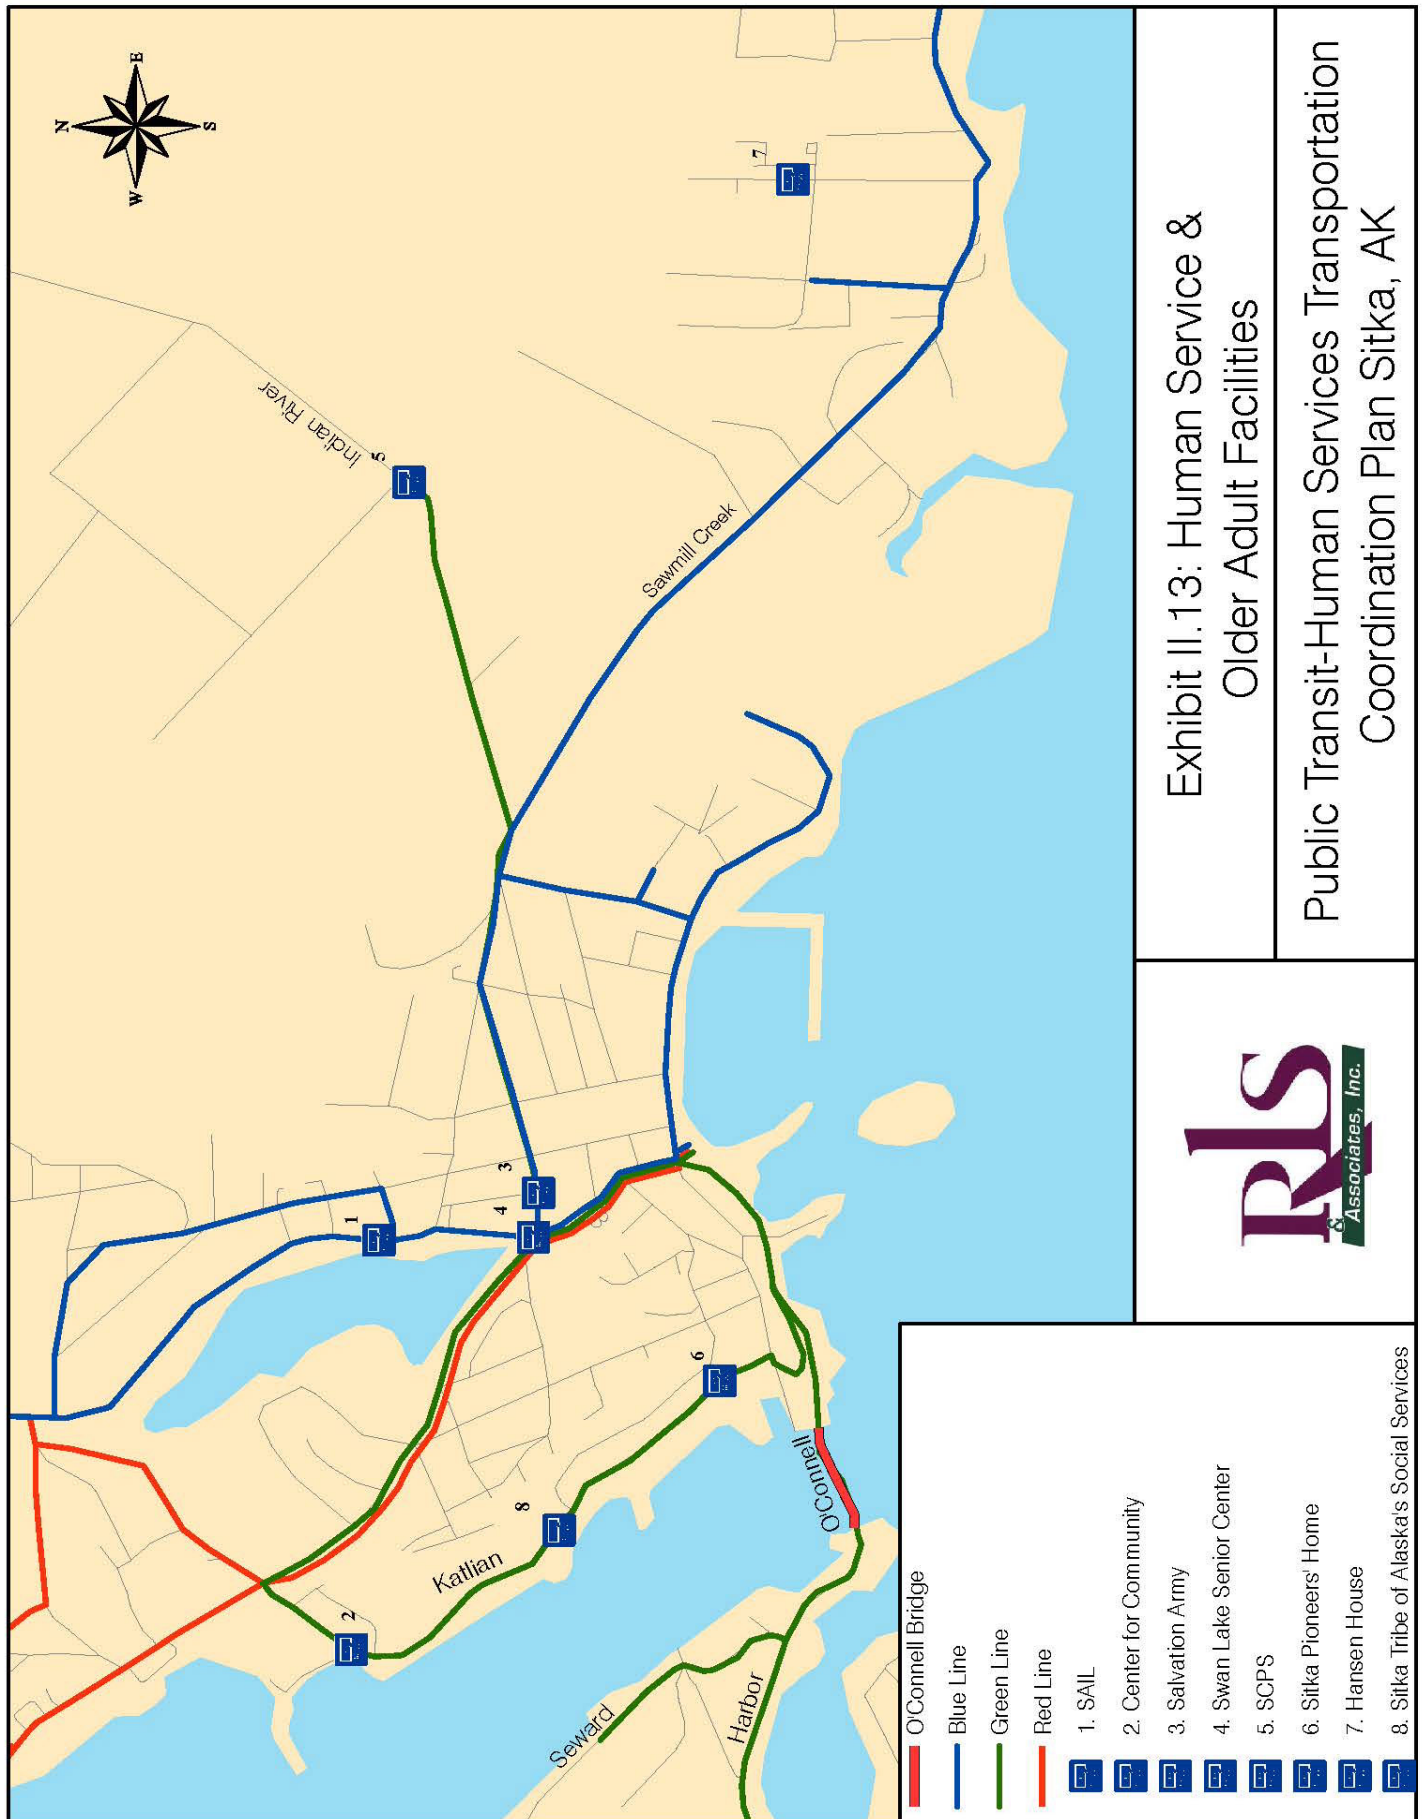 N
E
S
W
7
Indian River
5
Sawmill Creek
3
4
1
6
8
2
Katlian
O'Connell
Seward
Harbor
Exhibit II.13: Human Service &
Older Adult Facilities
Public Transit-Human Services Transportation
Coordination Plan Sitka, AK
RLS
& Associates, Inc.
O'Connell Bridge
Blue Line
Green Line
Red Line
1. SAIL
2. Center for Community
3. Salvation Army
4. Swan Lake Senior Center
5. SCPS
6. Sitka Pioneers' Home
7. Hansen House
8. Sitka Tribe of Alaska's Social Services